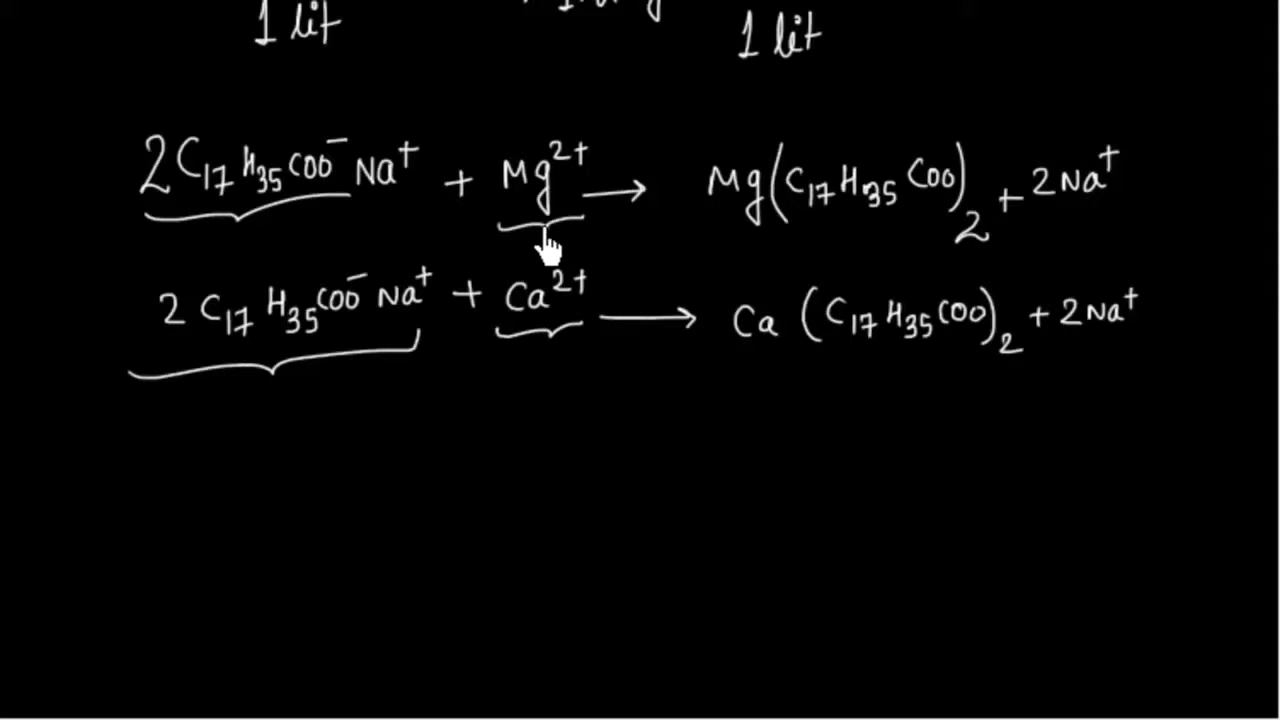 1 lit 1 lit
2C₁₇H₃₅COO⁻Na⁺ + Mg²⁺ → Mg(C₁₇H₃₅COO)₂ + 2Na⁺
2C₁₇H₃₅COO⁻Na⁺ + Ca²⁺ → Ca(C₁₇H₃₅COO)₂ + 2Na⁺